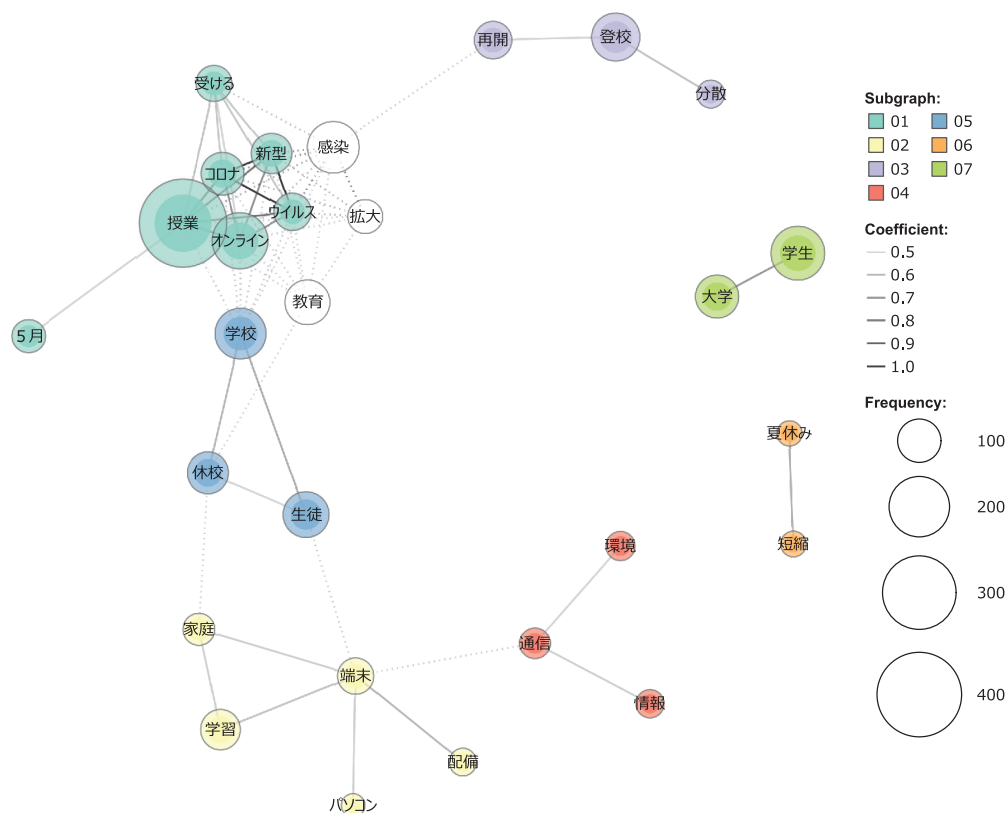 再開
登校
分散
受ける
新型
感染
コロナ
ウイルス
拡大
授業
オンライン
教育
5月
学校
休校
生徒
家庭
端末
学習
配備
パソコン
環境
通信
情報
学生
大学
夏休み
短縮
Subgraph:
01 05
02 06
03 07
04
Coefficient:
0.5
0.6
0.7
0.8
0.9
1.0
Frequency:
100
200
300
400